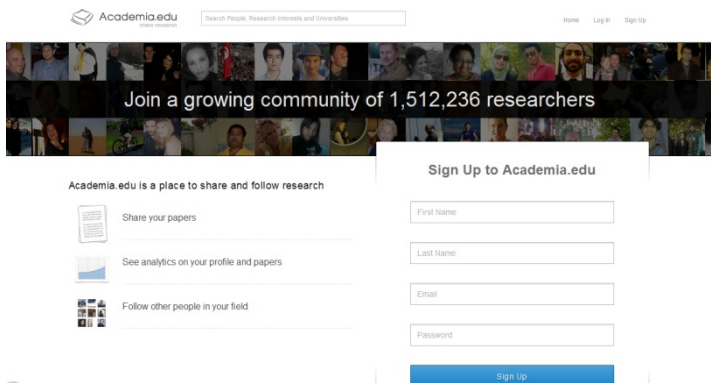 Academia.edu
share research
Search People, Research Interests and Universities
Home Log In Sign Up
Join a growing community of 1,512,236 researchers
Academia.edu is a place to share and follow research
Share your papers
See analytics on your profile and papers
Follow other people in your field
Sign Up to Academia.edu
First Name
Last Name
Email
Password
Sign Up